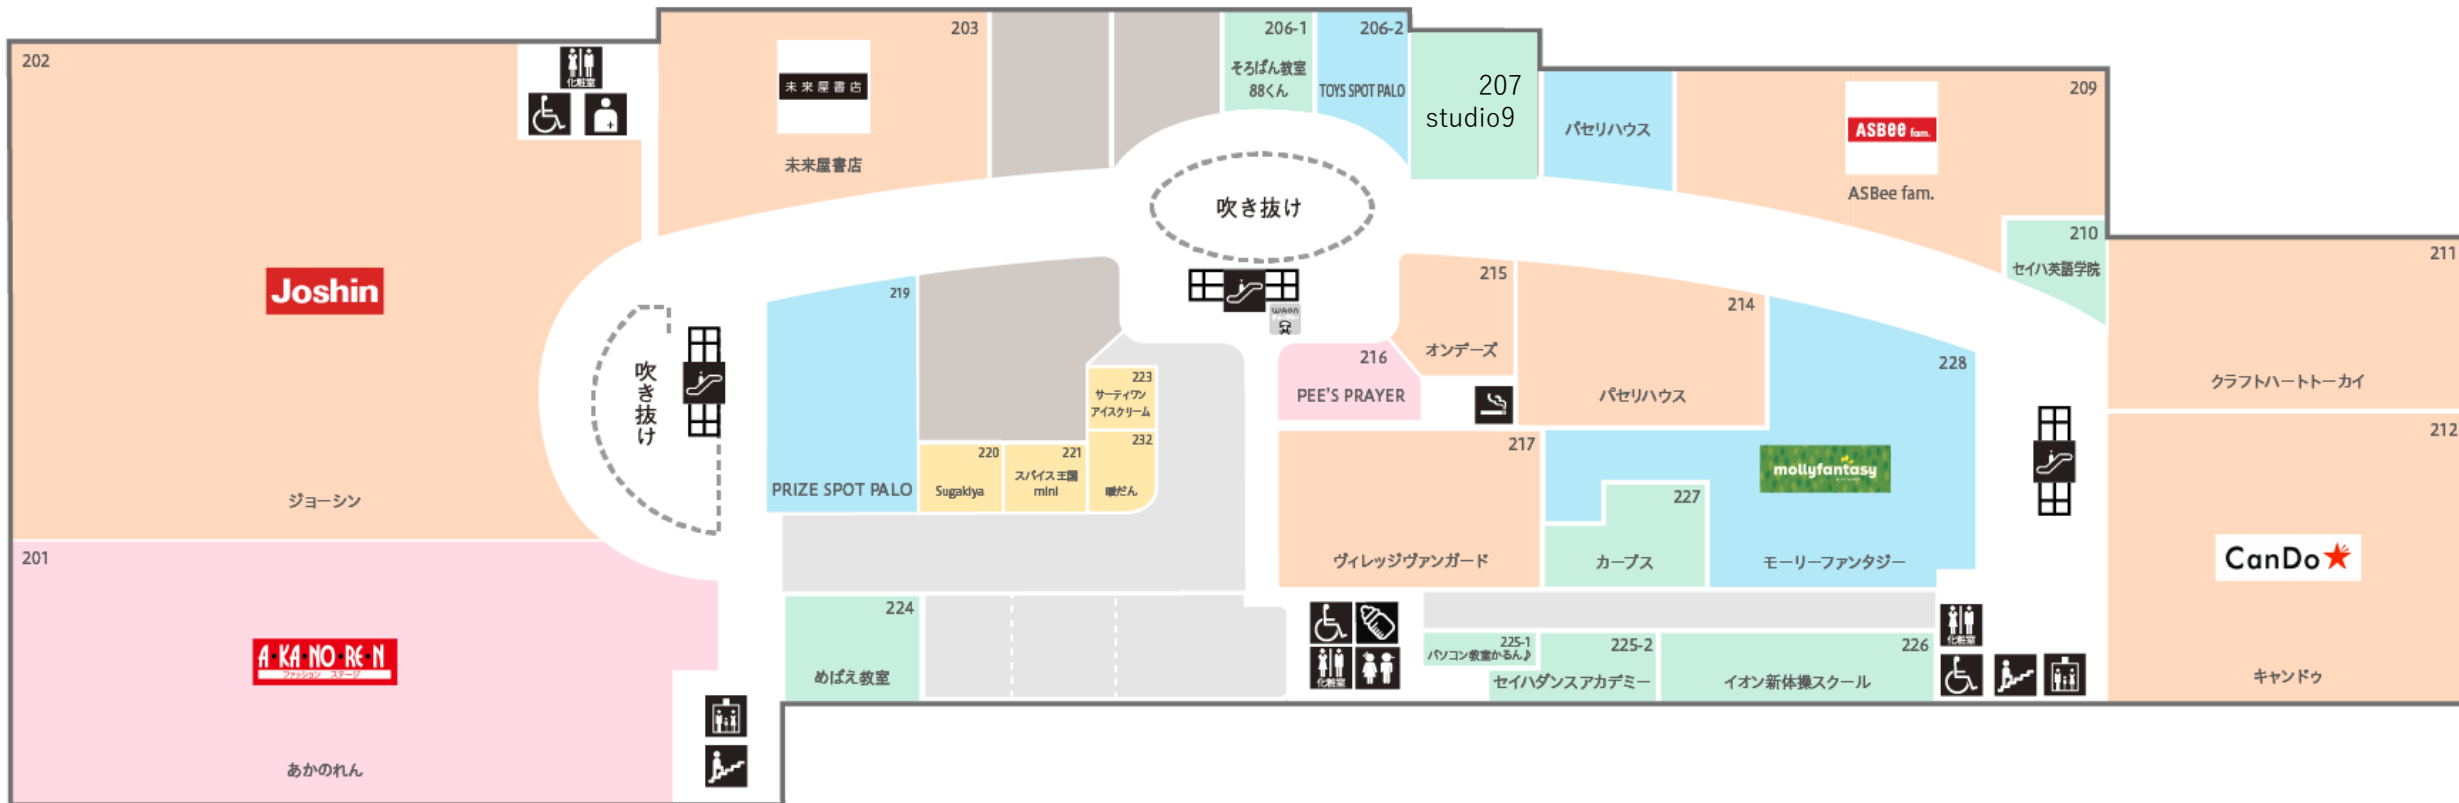 202
化粧室
Joshin
ジョーシン
201
A・KA・NO・RE・N
ファッション ステージ
あかのれん
203
未来屋書店
未来屋書店
206-1
そろばん教室
88くん
206-2
TOYS SPOT PALO
207
studio9
パセリハウス
209
ASBee fam.
ASBee fam.
210
セイハ英語学院
211
クラフトハートトーカイ
212
CanDo
キャンドゥ
吹き抜け
吹き抜け
WAON
219
PRIZE SPOT PALO
220
Sugakiya
221
スパイス王国
mini
223
サーティワン
アイスクリーム
232
暖だん
215
オンデーズ
214
パセリハウス
216
PEE'S PRAYER
217
ヴィレッジヴァンガード
228
mollyfantasy
モーリーファンタジー
227
カーブス
224
めばえ教室
化粧室
225-1
パソコン教室かるん♪
225-2
セイハダンスアカデミー
226
イオン新体操スクール
化粧室